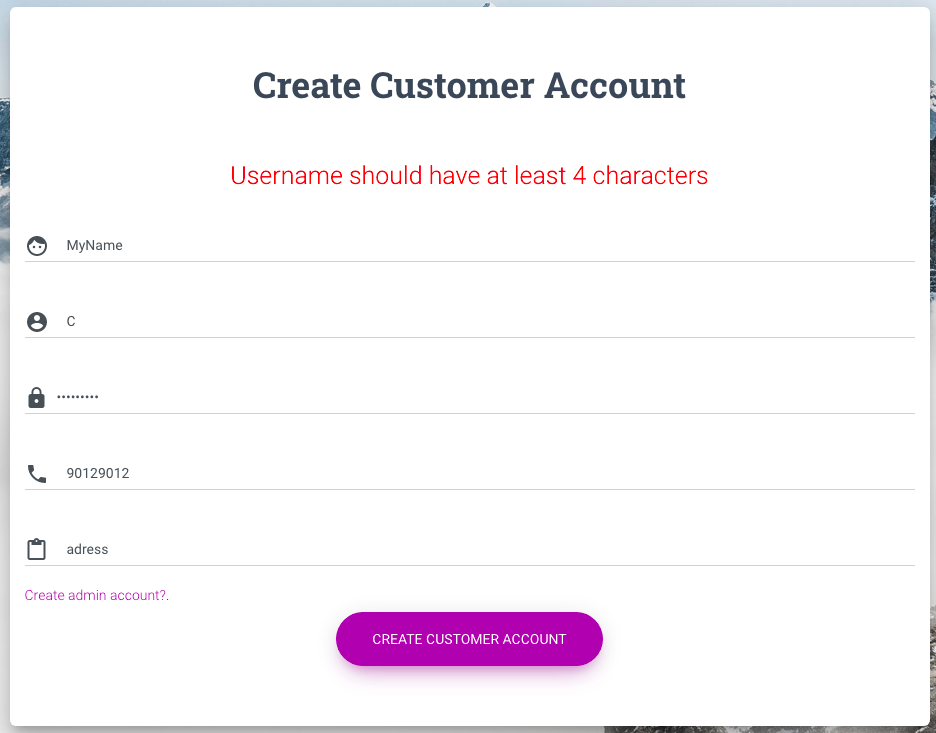 Create Customer Account
Username should have at least 4 characters
MyName
C
•••••••••
90129012
adress
Create admin account?.
CREATE CUSTOMER ACCOUNT